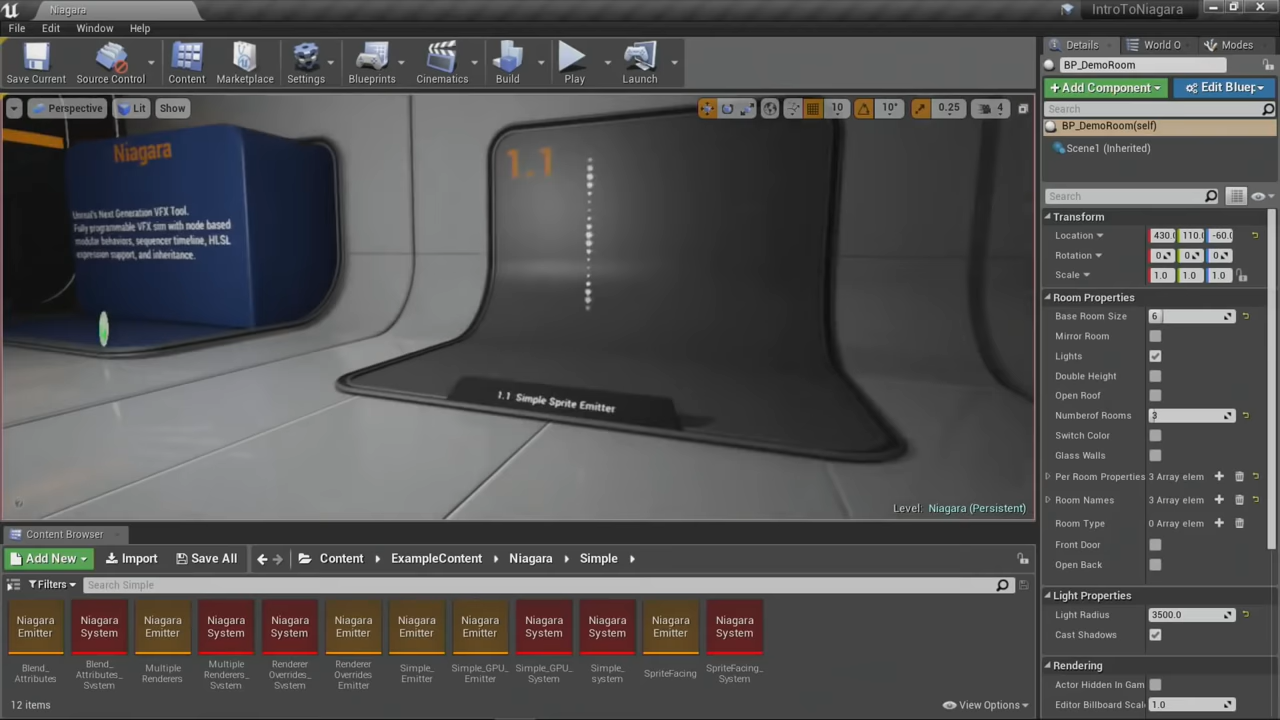 Niagara
IntroToNiagara
File Edit Window Help
Save Current
Source Control
Content
Marketplace
Settings
Blueprints
Cinematics
Build
Play
Launch
Perspective
Lit
Show
10
10°
0.25
4
Niagara
Unreal's Next Generation VFX Tool.
Fully programmable VFX sim with node based
modular behaviors, sequencer timeline, HLSL
expression support, and inheritance.
1.1
1.1 Simple Sprite Emitter
Level: Niagara (Persistent)
Details
World O
Modes
BP_DemoRoom
+Add Component
Edit Bluep
Search
BP_DemoRoom(self)
Scene1 (Inherited)
Search
Transform
Location 430.( 110.( -60.(
Rotation 0 0 0
Scale 1.0 1.0 1.0
Room Properties
Base Room Size 6
Mirror Room
Lights
Double Height
Open Roof
Numberof Rooms 3
Switch Color
Glass Walls
Per Room Properties 3 Array elem
Room Names 3 Array elem
Room Type 0 Array elem
Front Door
Open Back
Light Properties
Light Radius 3500.0
Cast Shadows
Rendering
Actor Hidden In Gam
Editor Billboard Scal 1.0
Content Browser
Add New
Import
Save All
Content ExampleContent Niagara Simple
Filters
Search Simple
Niagara Emitter
Blend_
Attributes
Niagara System
Blend_
Attributes_
System
Niagara Emitter
Multiple
Renderers
Niagara System
Multiple
Renderers_
System
Niagara System
Renderer
Overrides_
System
Niagara Emitter
Renderer
Overrides
Emitter
Niagara Emitter
Simple_
Emitter
Niagara Emitter
Simple_GPU_
Emitter
Niagara System
Simple_GPU_
System
Niagara System
Simple_
system
Niagara Emitter
SpriteFacing
Niagara System
SpriteFacing_
System
12 items
View Options